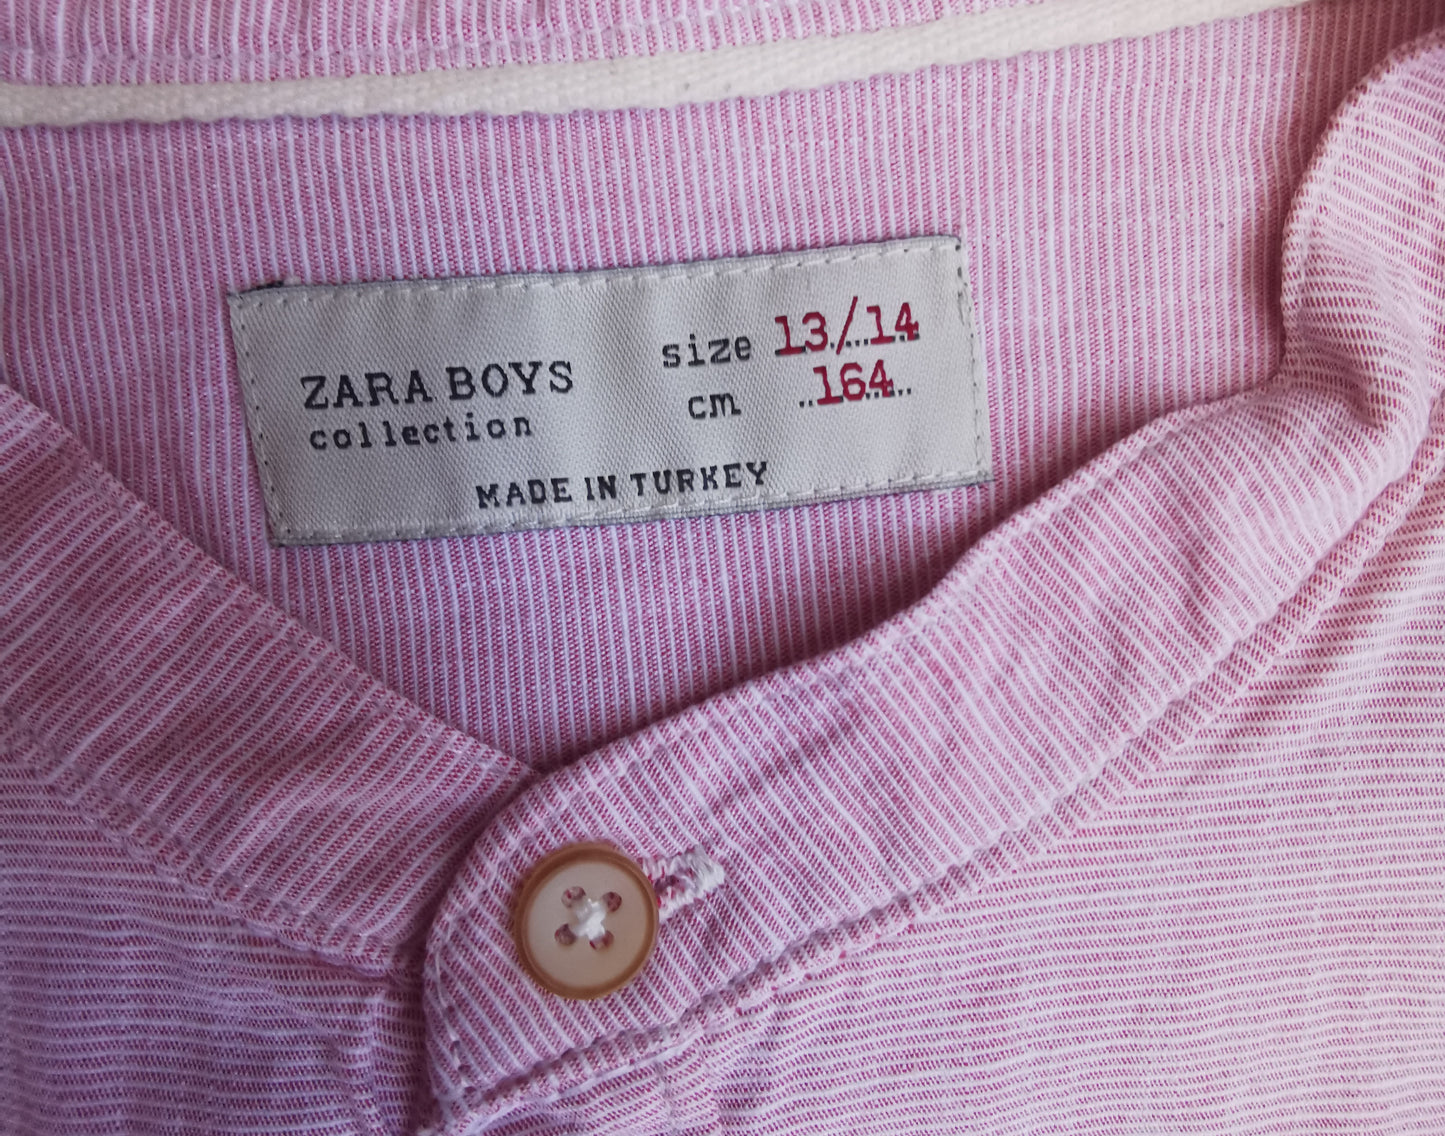 ZARA BOYS
collection
size 13/14
cm 164
MADE IN TURKEY